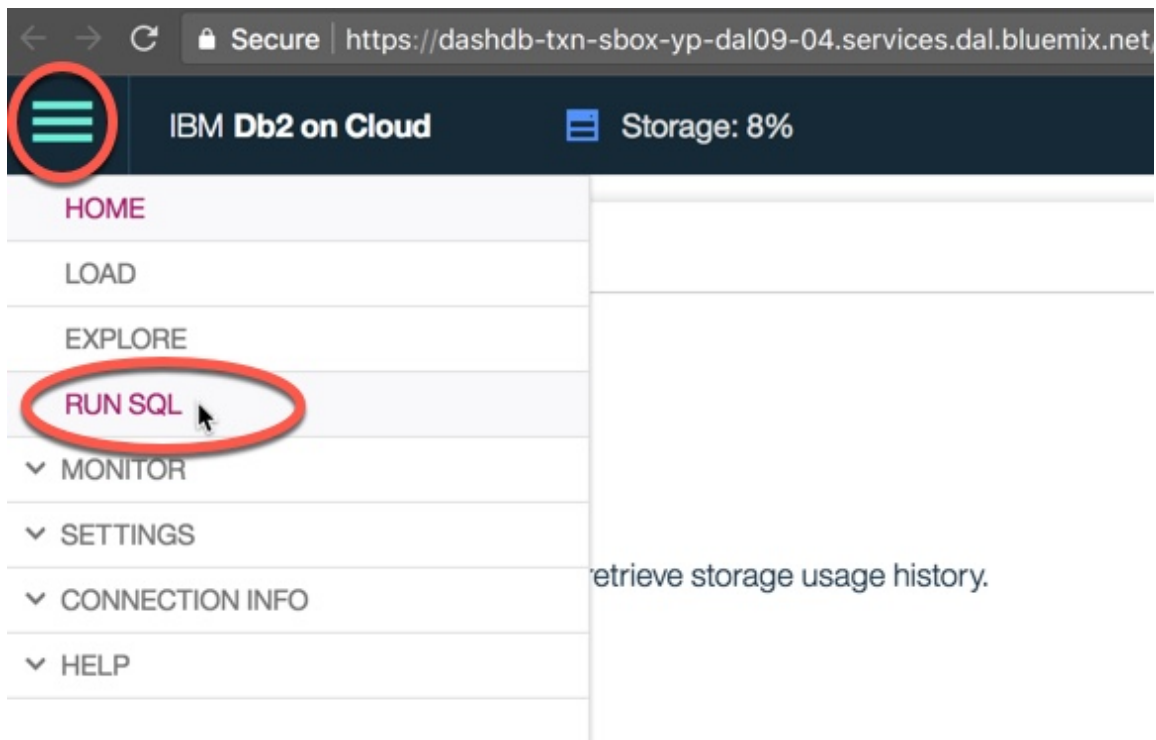 Secure https://dashdb-txn-sbox-yp-dal09-04.services.dal.bluemix.net/
IBM Db2 on Cloud Storage: 8%
HOME
LOAD
EXPLORE
RUN SQL
MONITOR
SETTINGS
etrieve storage usage history.
CONNECTION INFO
HELP